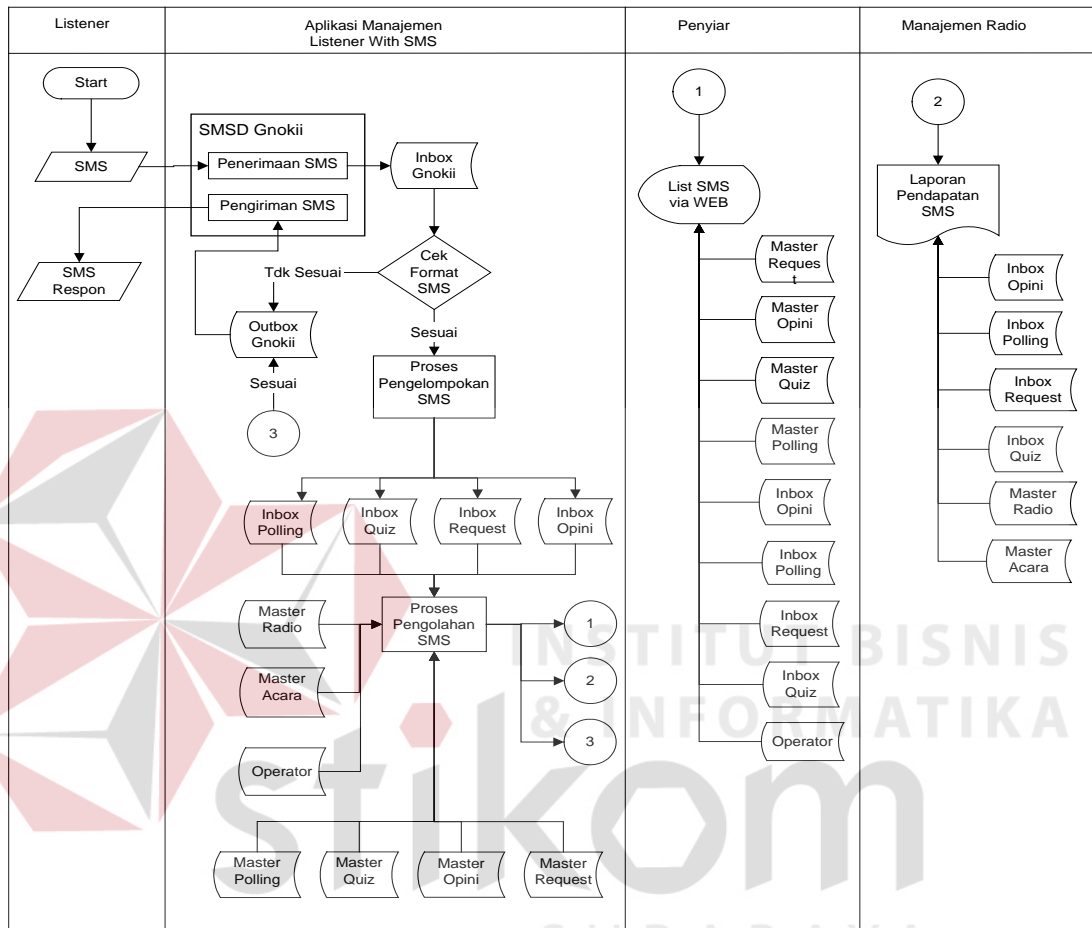 Listener
Aplikasi Manajemen
Listener With SMS
Penyiar
Manajemen Radio
Start
SMS
SMS
Respon
SMSD Gnokii
Penerimaan SMS
Pengiriman SMS
Inbox
Gnokii
Cek
Format
SMS
Tdk Sesuai
Outbox
Gnokii
Sesuai
3
Sesuai
Proses
Pengelompokan
SMS
Inbox
Polling
Inbox
Quiz
Inbox
Request
Inbox
Opini
Master
Radio
Master
Acara
Operator
Proses
Pengolahan
SMS
1
2
3
Master
Polling
Master
Quiz
Master
Opini
Master
Request
1
List SMS
via WEB
Master
Reques
t
Master
Opini
Master
Quiz
Master
Polling
Inbox
Opini
Inbox
Polling
Inbox
Request
Inbox
Quiz
Operator
2
Laporan
Pendapatan
SMS
Inbox
Opini
Inbox
Polling
Inbox
Request
Inbox
Quiz
Master
Radio
Master
Acara
INSTITUT BISNIS
& INFORMATIKA
stikom